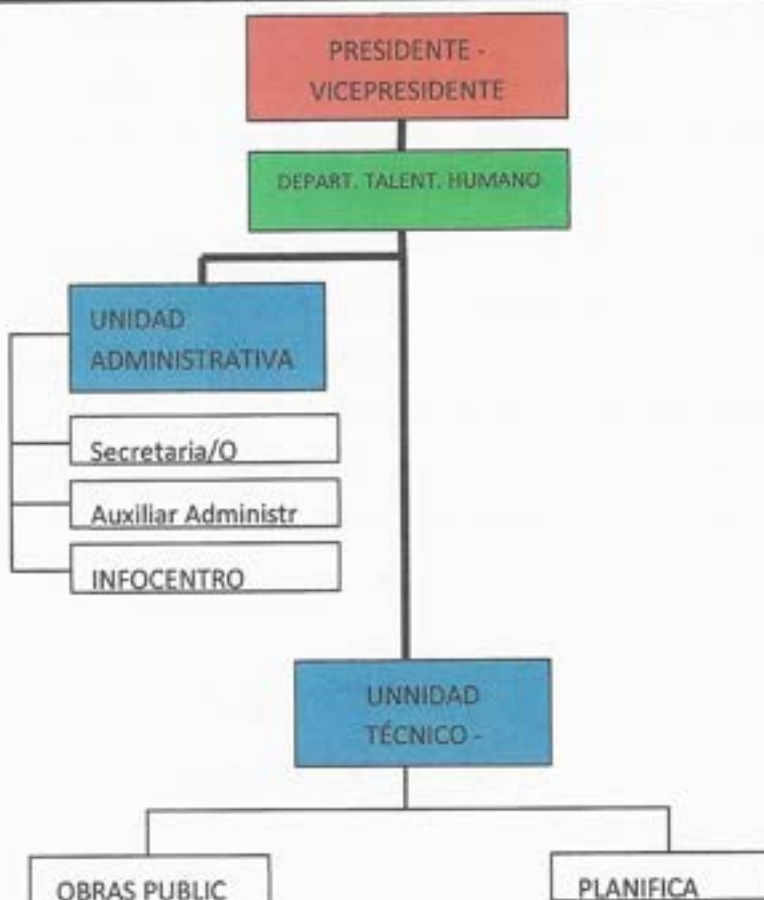 PRESIDENTE -
VICEPRESIDENTE
DEPART. TALENT. HUMANO
UNIDAD
ADMINISTRATIVA
Secretaria/O
Auxiliar Administr
INFOCENTRO
UNNIDAD
TÉCNICO -
OBRAS PUBLIC
PLANIFICA